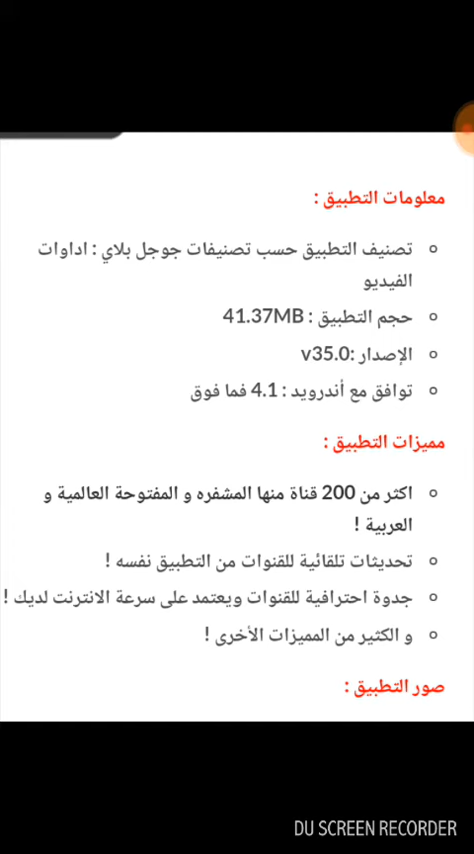 معلومات التطبيق :
تصنيف التطبيق حسب تصنيفات جوجل بلاي : اداوات
الفيديو
حجم التطبيق : 41.37MB
الإصدار :v35.0
توافق مع أندرويد : 4.1 فما فوق
مميزات التطبيق :
اكثر من 200 قناة منها المشفره و المفتوحة العالمية و
العربية !
تحديثات تلقائية للقنوات من التطبيق نفسه !
جدوة احترافية للقنوات ويعتمد على سرعة الانترنت لديك !
و الكثير من المميزات الأخرى !
صور التطبيق :
DU SCREEN RECORDER